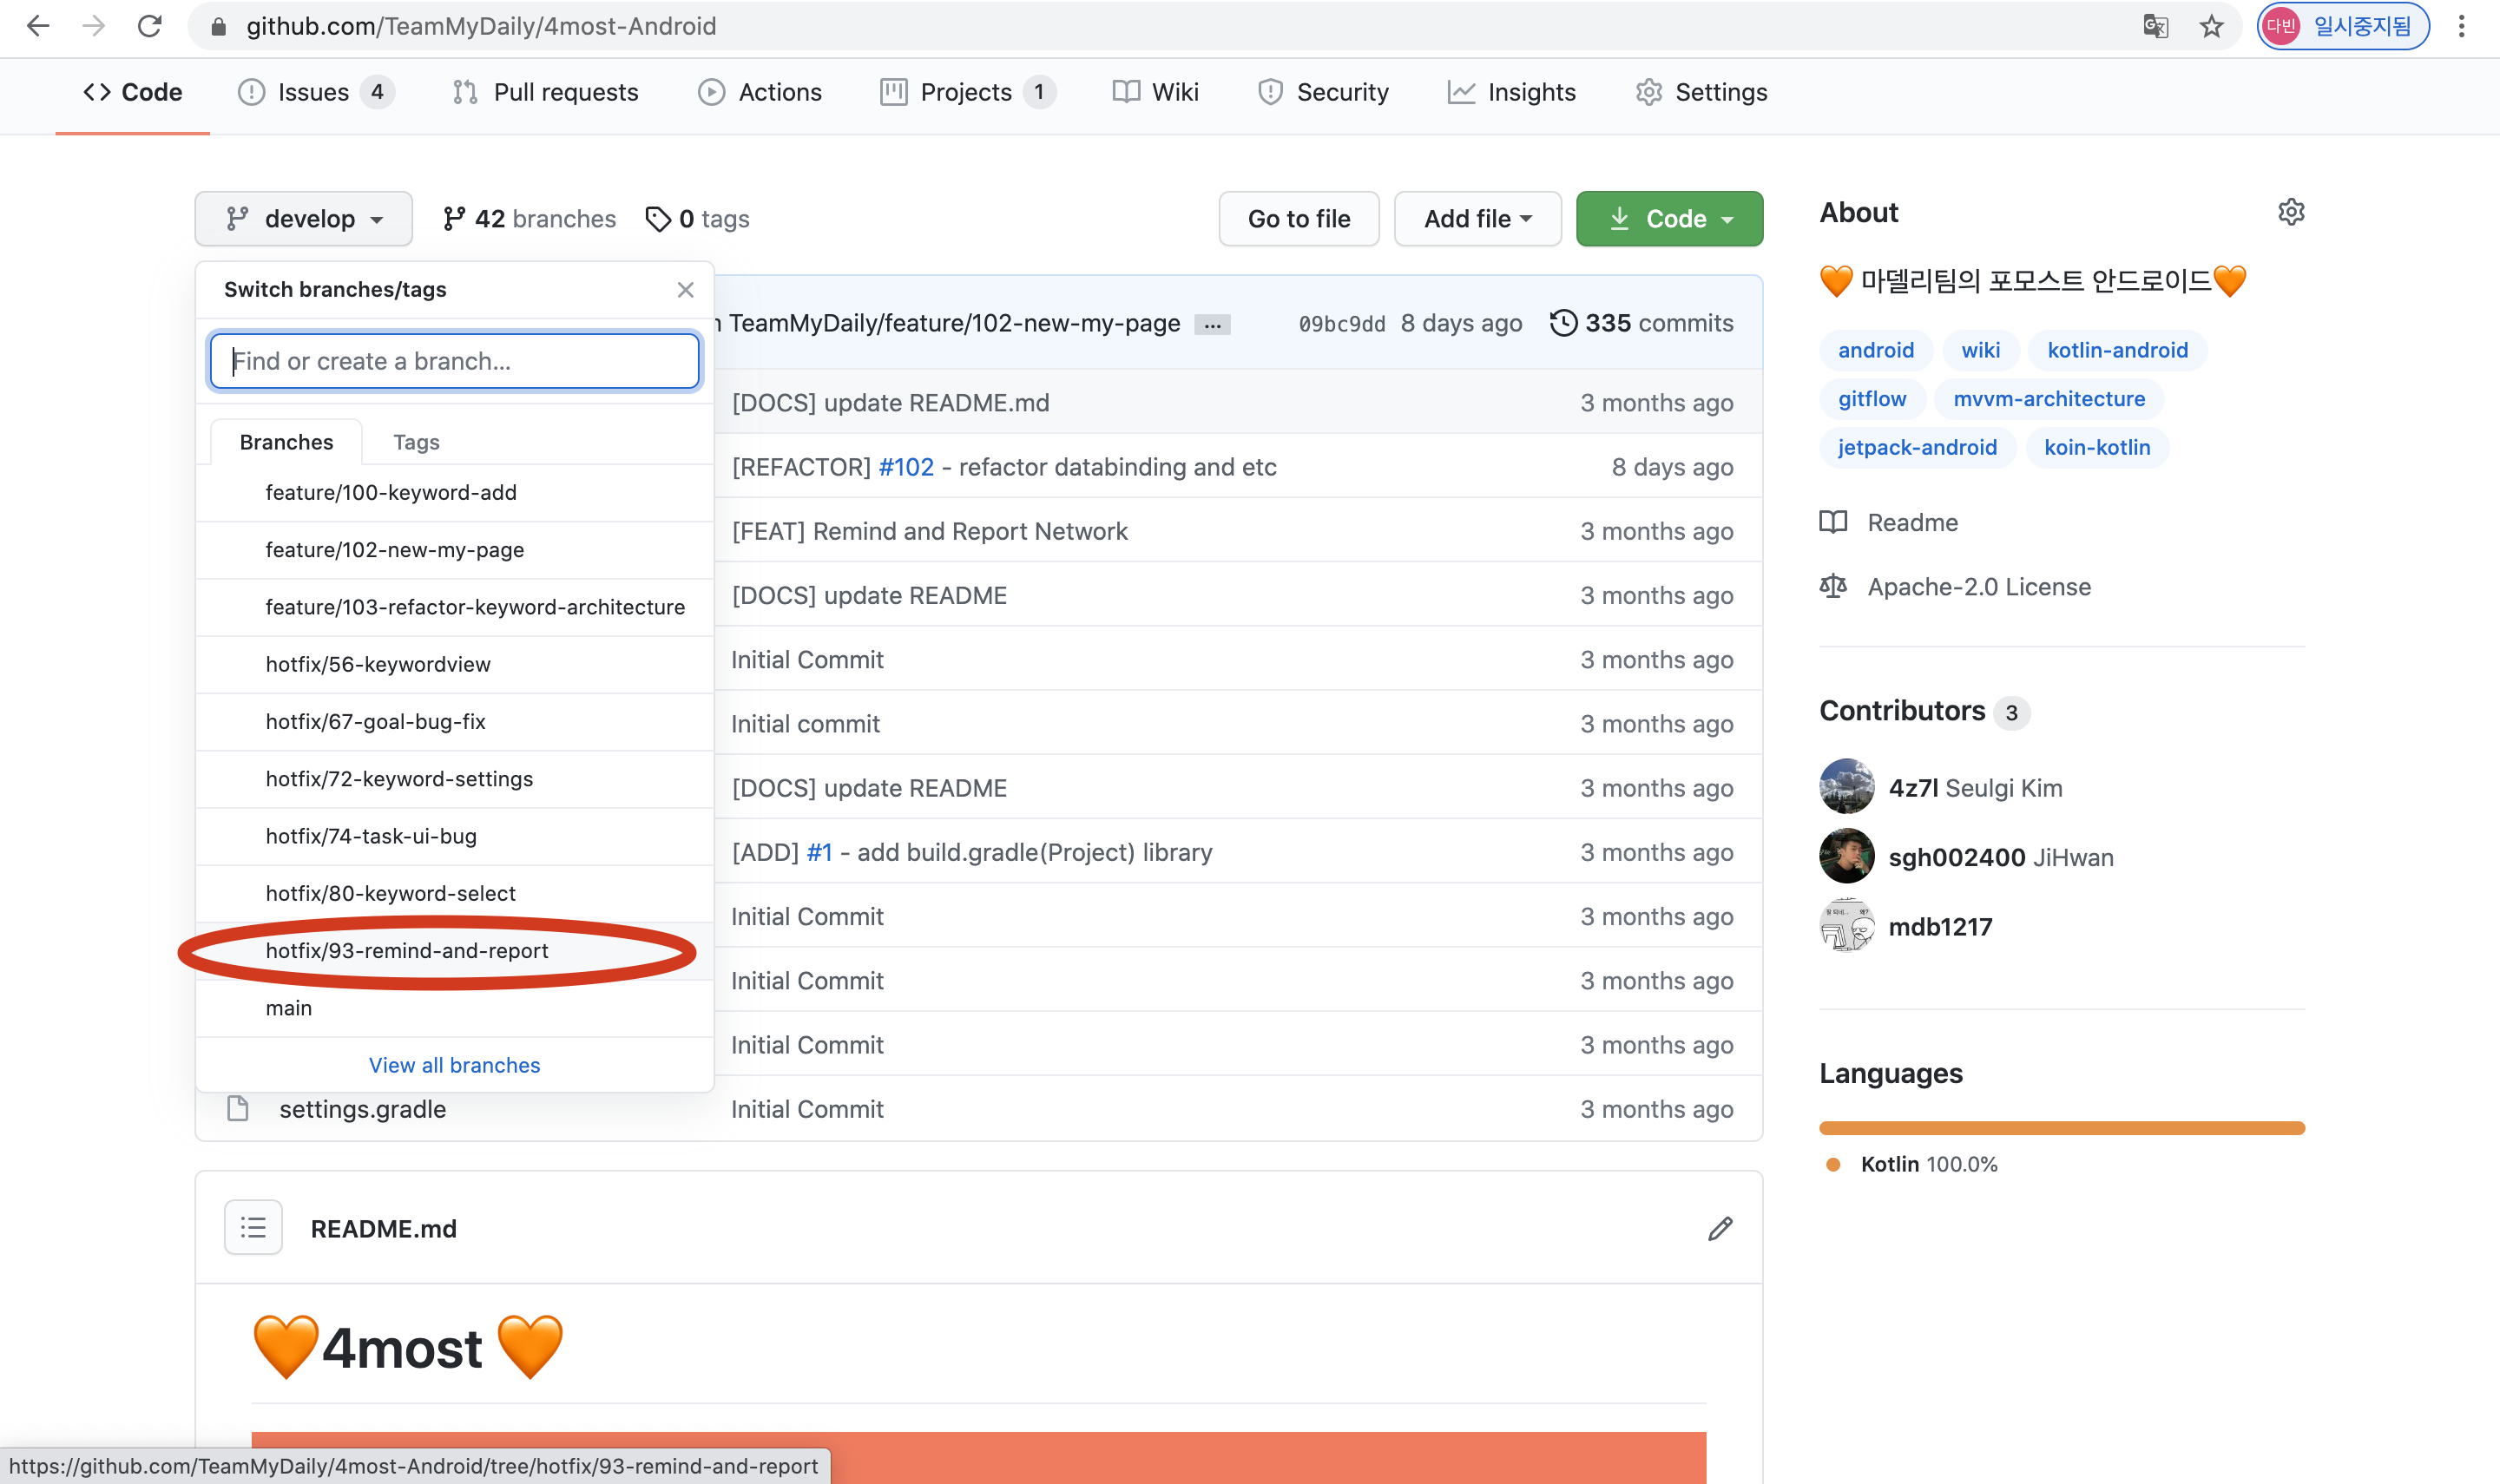 github.com/TeamMyDaily/4most-Android
다빈 일시중지됨
Code Issues 4 Pull requests Actions Projects 1 Wiki Security Insights Settings
develop 42 branches 0 tags Go to file Add file Code
Switch branches/tags
Find or create a branch...
Branches Tags
feature/100-keyword-add
feature/102-new-my-page
feature/103-refactor-keyword-architecture
hotfix/56-keywordview
hotfix/67-goal-bug-fix
hotfix/72-keyword-settings
hotfix/74-task-ui-bug
hotfix/80-keyword-select
hotfix/93-remind-and-report
main
View all branches
TeamMyDaily/feature/102-new-my-page ... 09bc9dd 8 days ago 335 commits
[DOCS] update README.md 3 months ago
[REFACTOR] #102 - refactor databinding and etc 8 days ago
[FEAT] Remind and Report Network 3 months ago
[DOCS] update README 3 months ago
Initial Commit 3 months ago
Initial commit 3 months ago
[DOCS] update README 3 months ago
[ADD] #1 - add build.gradle(Project) library 3 months ago
Initial Commit 3 months ago
Initial Commit 3 months ago
Initial Commit 3 months ago
settings.gradle Initial Commit 3 months ago
README.md
🧡4most 🧡
About
🧡 마델리팀의 포모스트 안드로이드🧡
android wiki kotlin-android
gitflow mvvm-architecture
jetpack-android koin-kotlin
Readme
Apache-2.0 License
Contributors 3
4z7l Seulgi Kim
sgh002400 JiHwan
mdb1217
Languages
Kotlin 100.0%
https://github.com/TeamMyDaily/4most-Android/tree/hotfix/93-remind-and-report